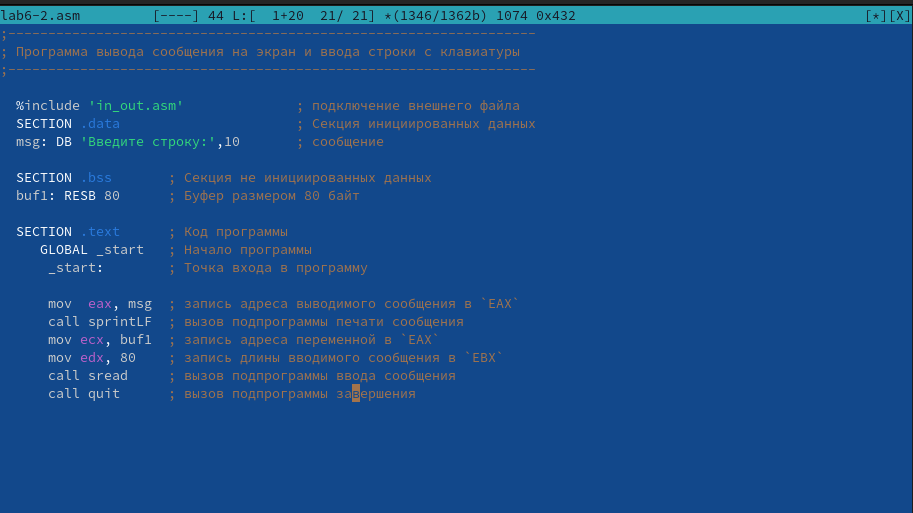 lab6-2.asm [----] 44 L:[ 1+20 21/ 21] *(1346/1362b) 1074 0x432 [*][X]
;------------------------------------------------------------------
; Программа вывода сообщения на экран и ввода строки с клавиатуры
;------------------------------------------------------------------
%include 'in_out.asm' ; подключение внешнего файла
SECTION .data ; Секция инициированных данных
msg: DB 'Введите строку:',10 ; сообщение
SECTION .bss ; Секция не инициированных данных
buf1: RESB 80 ; Буфер размером 80 байт
SECTION .text ; Код программы
GLOBAL _start ; Начало программы
_start: ; Точка входа в программу
mov eax, msg ; запись адреса выводимого сообщения в `EAX`
call sprintLF ; вызов подпрограммы печати сообщения
mov ecx, buf1 ; запись адреса переменной в `EAX`
mov edx, 80 ; запись длины вводимого сообщения в `EBX`
call sread ; вызов подпрограммы ввода сообщения
call quit ; вызов подпрограммы завершения